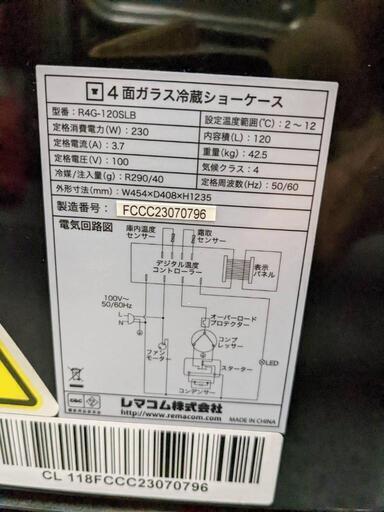 4面ガラス冷蔵ショーケース
型番：R4G-120SLB
設定温度範囲(℃)：2〜12
定格消費電力(W)：230
内容積(L)：120
定格電流(A)：3.7
重量(kg)：42.5
定格電圧(V)：100
気候クラス：4
冷媒/注入量(g)：R290/40
定格周波数(Hz)：50/60
外形寸法(mm)：W454×D408×H1235
製造番号：FCCC23070796
電気回路図
庫内温度
センサー
霜取
センサー
デジタル温度
コントローラー
表示
パネル
100V〜
50/60Hz
L
N
オーバーロード
プロテクター
コンプ
レッサー
ファン
モーター
スターター
コンデンサー
LED
レマコム株式会社
http://www.remacom.com/
MADE IN CHINA
CL 118FCCC23070796